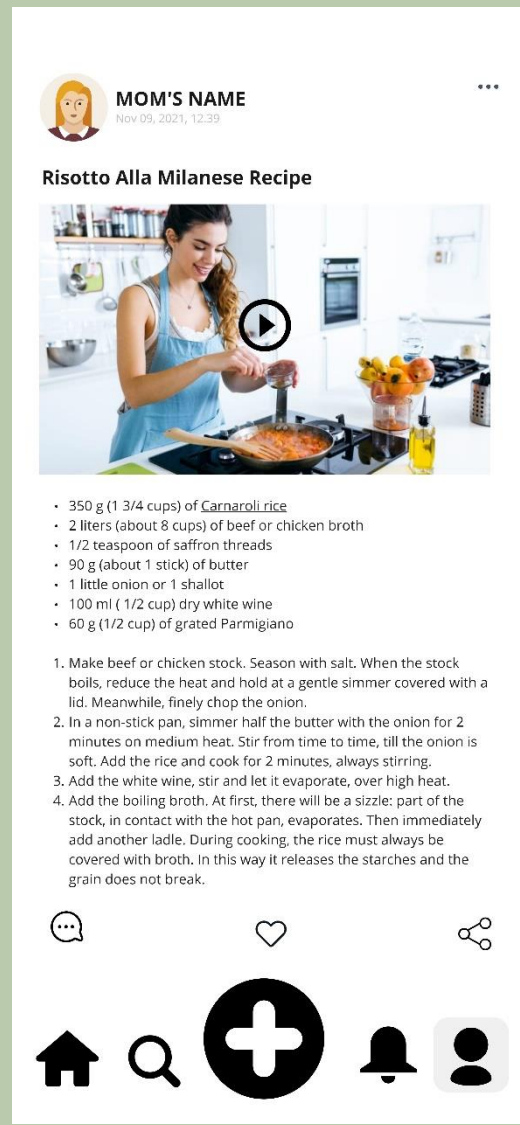 MOM'S NAME
Nov 09, 2021, 12.39
Risotto Alla Milanese Recipe
• 350 g (1 3/4 cups) of Carnaroli rice
• 2 liters (about 8 cups) of beef or chicken broth
• 1/2 teaspoon of saffron threads
• 90 g (about 1 stick) of butter
• 1 little onion or 1 shallot
• 100 ml ( 1/2 cup) dry white wine
• 60 g (1/2 cup) of grated Parmigiano
1. Make beef or chicken stock. Season with salt. When the stock
boils, reduce the heat and hold at a gentle simmer covered with a
lid. Meanwhile, finely chop the onion.
2. In a non-stick pan, simmer half the butter with the onion for 2
minutes on medium heat. Stir from time to time, till the onion is
soft. Add the rice and cook for 2 minutes, always stirring.
3. Add the white wine, stir and let it evaporate, over high heat.
4. Add the boiling broth. At first, there will be a sizzle: part of the
stock, in contact with the hot pan, evaporates. Then immediately
add another ladle. During cooking, the rice must always be
covered with broth. In this way it releases the starches and the
grain does not break.